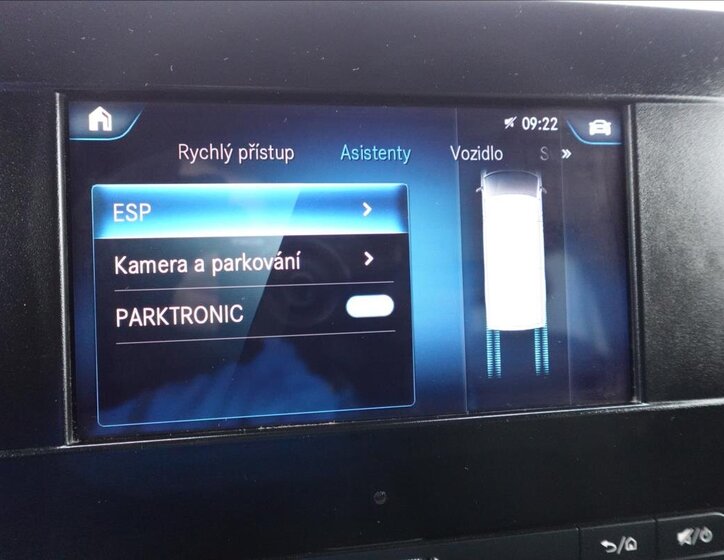 09:22
Rychlý přístup Asistenty Vozidlo S »
ESP
Kamera a parkování
PARKTRONIC